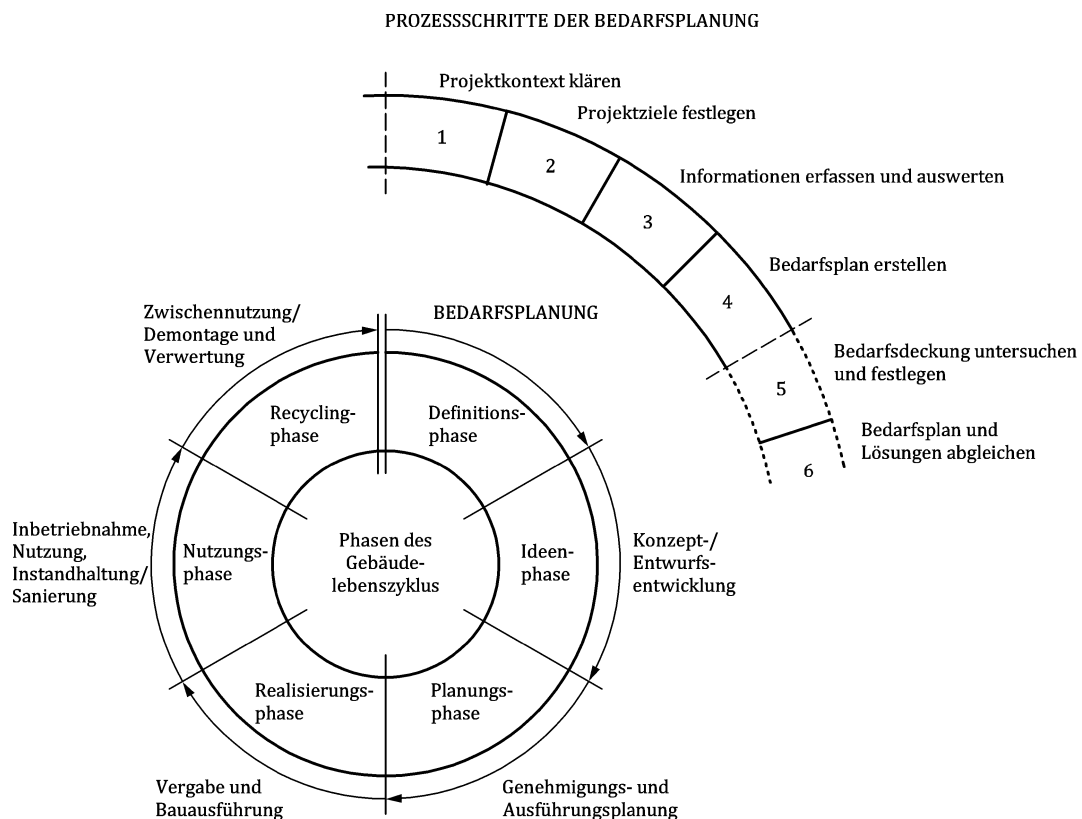 PROZESSSCHRITTE DER BEDARFSPLANUNG
Projektkontext klären
1
Projektziele festlegen
2
Informationen erfassen und auswerten
3
Bedarfsplan erstellen
4
Bedarfsdeckung untersuchen
und festlegen
5
Bedarfsplan und
Lösungen abgleichen
6
BEDARFSPLANUNG
Definitions-
phase
Konzept-/
Entwurfs-
entwicklung
Ideen-
phase
Genehmigungs- und
Ausführungsplanung
Planungs-
phase
Vergabe und
Bauausführung
Realisierungs-
phase
Inbetriebnahme,
Nutzung,
Instandhaltung/
Sanierung
Nutzungs-
phase
Zwischennutzung/
Demontage und
Verwertung
Recycling-
phase
Phasen des
Gebäude-
lebenszyklus